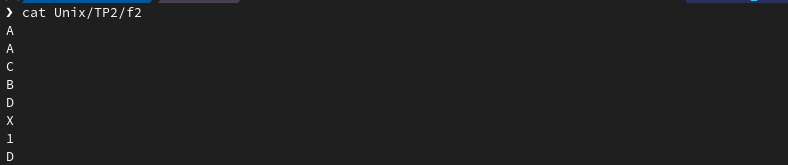 ❯ cat Unix/TP2/f2
A
A
C
B
D
X
1
D